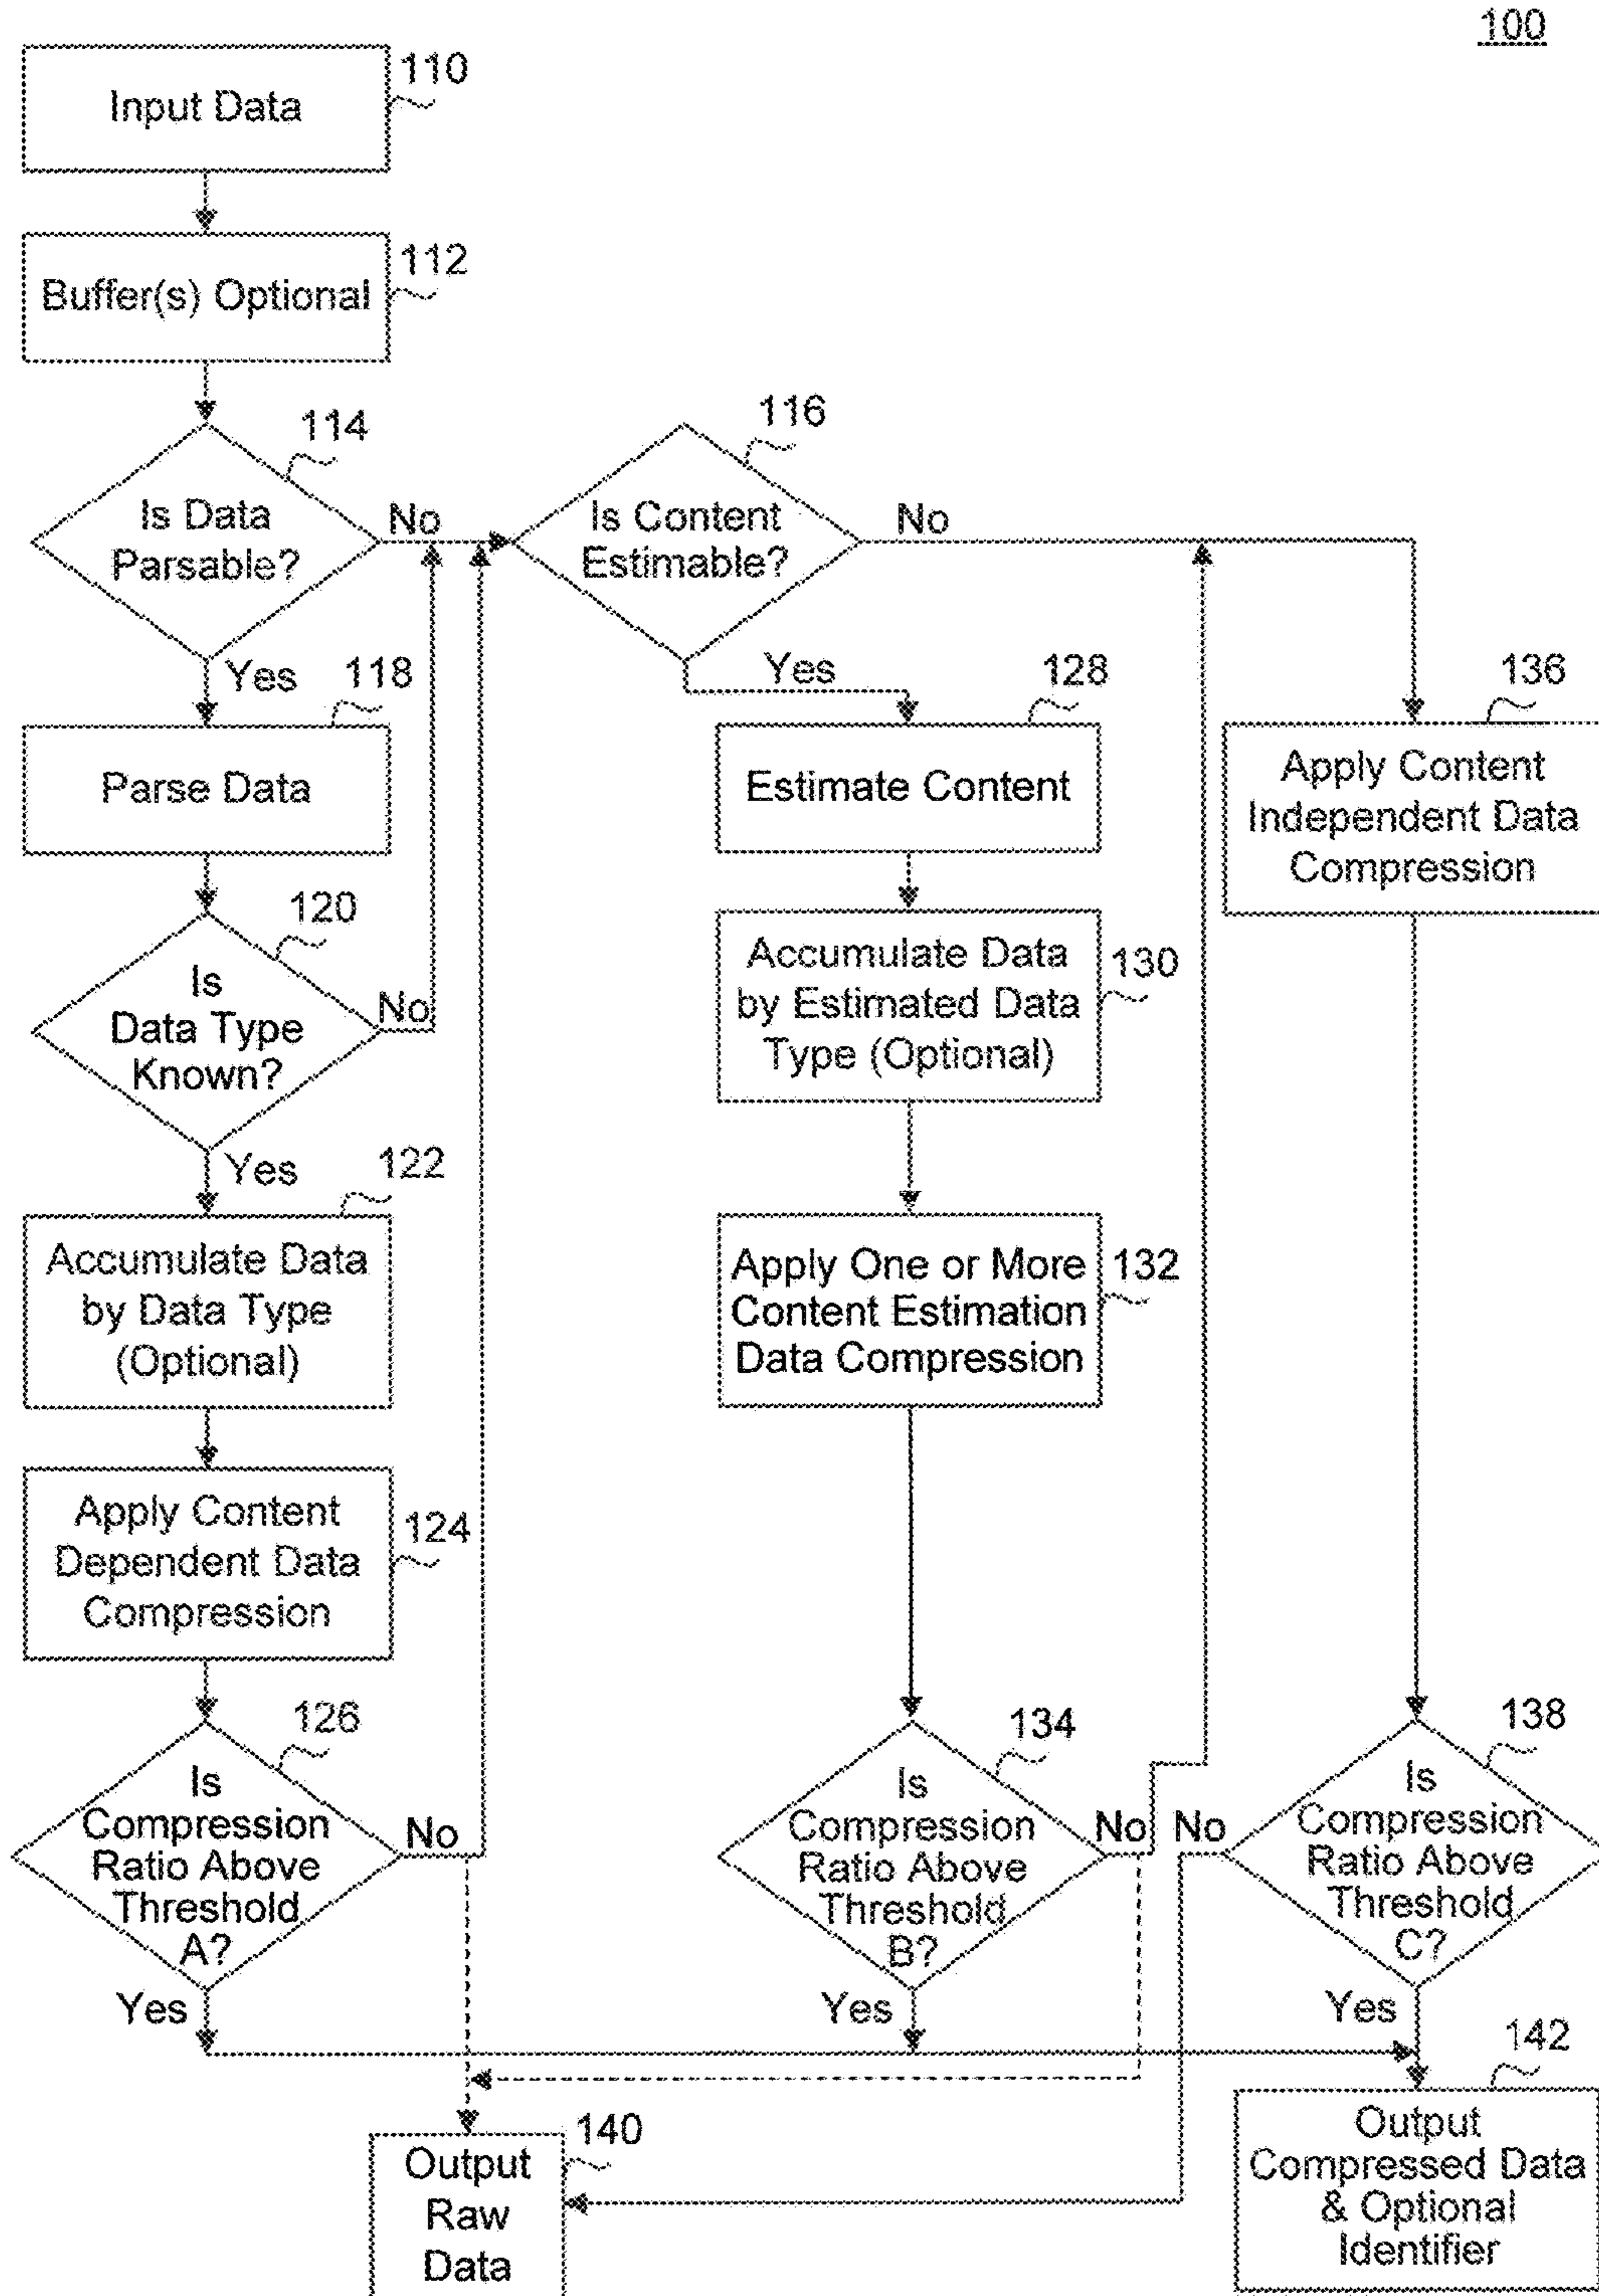 100
110
Input Data
112
Buffer(s) Optional
114
Is Data
Parsable?
No
Yes
116
Is Content
Estimable?
No
Yes
118
Parse Data
120
Is
Data Type
Known?
No
Yes
122
Accumulate Data
by Data Type
(Optional)
124
Apply Content
Dependent Data
Compression
126
Is
Compression
Ratio Above
Threshold
A?
No
Yes
128
Estimate Content
130
Accumulate Data
by Estimated Data
Type (Optional)
132
Apply One or More
Content Estimation
Data Compression
134
Is
Compression
Ratio Above
Threshold
B?
No
Yes
136
Apply Content
Independent Data
Compression
138
Is
Compression
Ratio Above
Threshold
C?
No
Yes
140
Output
Raw
Data
142
Output
Compressed Data
& Optional
Identifier